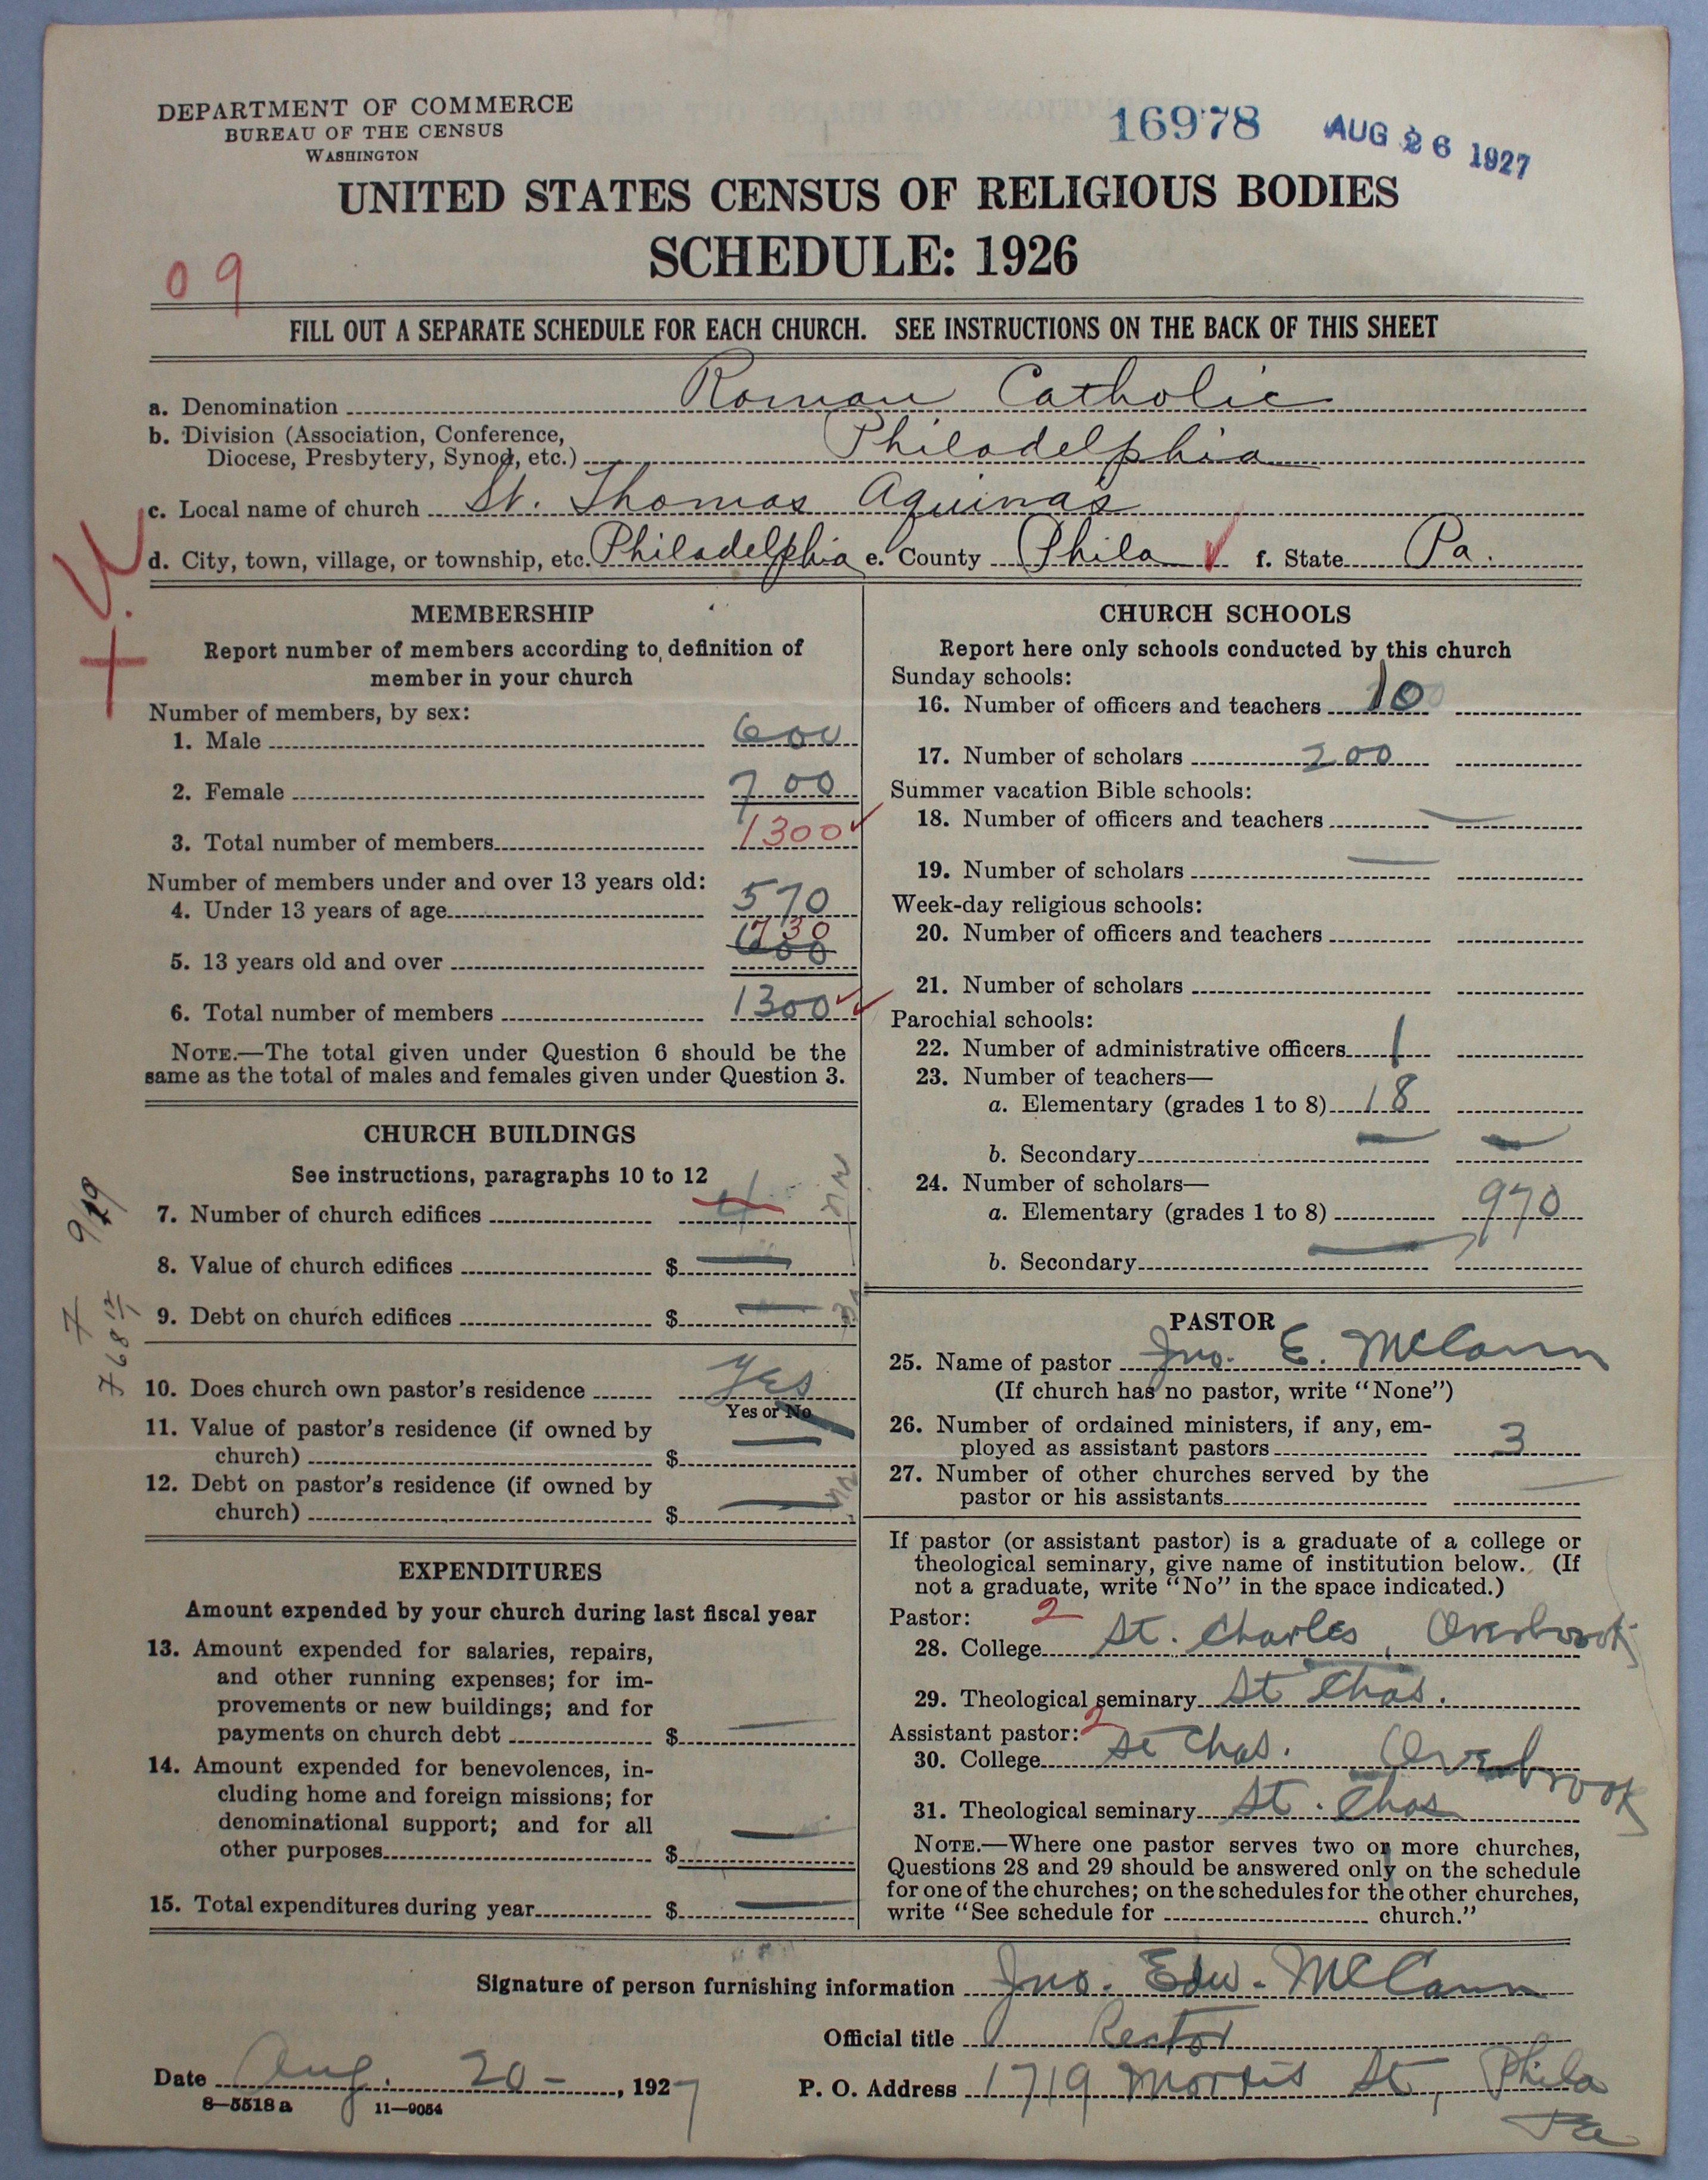 DEPARTMENT OF COMMERCE
BUREAU OF THE CENSUS
WASHINGTON
16978 AUG 26 1927
UNITED STATES CENSUS OF RELIGIOUS BODIES
SCHEDULE: 1926
09
FILL OUT A SEPARATE SCHEDULE FOR EACH CHURCH. SEE INSTRUCTIONS ON THE BACK OF THIS SHEET
a. Denomination Roman Catholic
b. Division (Association, Conference,
Diocese, Presbytery, Synod, etc.) Philadelphia
c. Local name of church St. Thomas Aquinas
d. City, town, village, or township, etc. Philadelphia e. County Phila f. State Pa.
MEMBERSHIP
Report number of members according to definition of
member in your church
Number of members, by sex:
1. Male 600
2. Female 700
3. Total number of members 1300
Number of members under and over 13 years old:
4. Under 13 years of age 570
730
5. 13 years old and over 600
6. Total number of members 1300
NOTE.—The total given under Question 6 should be the
same as the total of males and females given under Question 3.
CHURCH BUILDINGS
See instructions, paragraphs 10 to 12
7. Number of church edifices 4
8. Value of church edifices $ —
9. Debt on church edifices $ —
10. Does church own pastor's residence Yes
Yes or No
11. Value of pastor's residence (if owned by
church) $ —
12. Debt on pastor's residence (if owned by
church) $ —
EXPENDITURES
Amount expended by your church during last fiscal year
13. Amount expended for salaries, repairs,
and other running expenses; for im-
provements or new buildings; and for
payments on church debt $ —
14. Amount expended for benevolences, in-
cluding home and foreign missions; for
denominational support; and for all
other purposes $ —
15. Total expenditures during year $ —
CHURCH SCHOOLS
Report here only schools conducted by this church
Sunday schools:
16. Number of officers and teachers 10
17. Number of scholars 200
Summer vacation Bible schools:
18. Number of officers and teachers —
19. Number of scholars —
Week-day religious schools:
20. Number of officers and teachers
21. Number of scholars
Parochial schools:
22. Number of administrative officers 1
23. Number of teachers—
a. Elementary (grades 1 to 8) 18
b. Secondary — —
24. Number of scholars—
a. Elementary (grades 1 to 8) 970
b. Secondary —
PASTOR
25. Name of pastor Jno. E. McCann
(If church has no pastor, write "None")
26. Number of ordained ministers, if any, em-
ployed as assistant pastors 3
27. Number of other churches served by the
pastor or his assistants —
If pastor (or assistant pastor) is a graduate of a college or
theological seminary, give name of institution below. (If
not a graduate, write "No" in the space indicated.)
Pastor: 2
28. College St. Charles, Overbrook
29. Theological seminary St Chas.
Assistant pastor: 2
30. College St Chas. Overbrook
31. Theological seminary St. Chas
NOTE.—Where one pastor serves two or more churches,
Questions 28 and 29 should be answered only on the schedule
for one of the churches; on the schedules for the other churches,
write "See schedule for church."
Signature of person furnishing information Jno. Edw. McCann
Official title Rector
Date Aug. 20 -, 1927
P. O. Address 1719 Morris St, Phila
Pa
8—5518a 11—9054